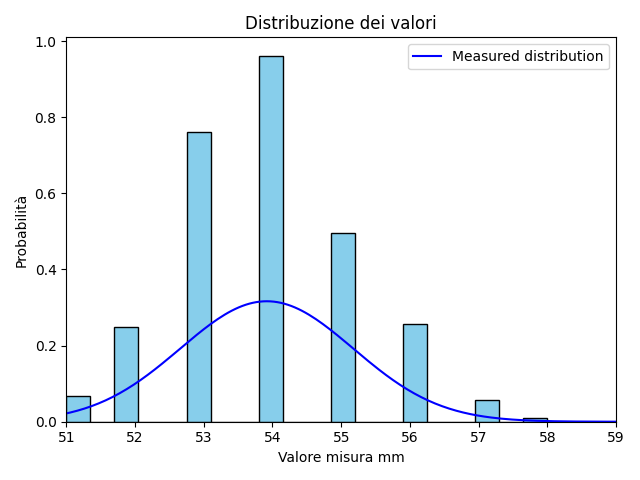 Distribuzione dei valori
Measured distribution
Probabilità
1.0
0.8
0.6
0.4
0.2
0.0
51 52 53 54 55 56 57 58 59
Valore misura mm